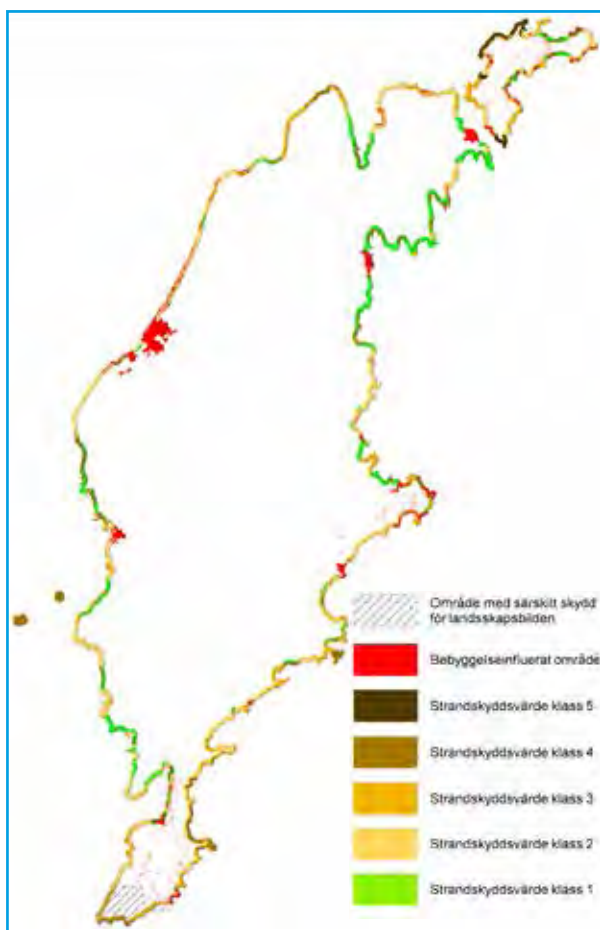 Område med särskilt skydd
för landsskapsbilden
Bebyggelseinfluerat område
Strandskyddsvärde klass 5
Strandskyddsvärde klass 4
Strandskyddsvärde klass 3
Strandskyddsvärde klass 2
Strandskyddsvärde klass 1